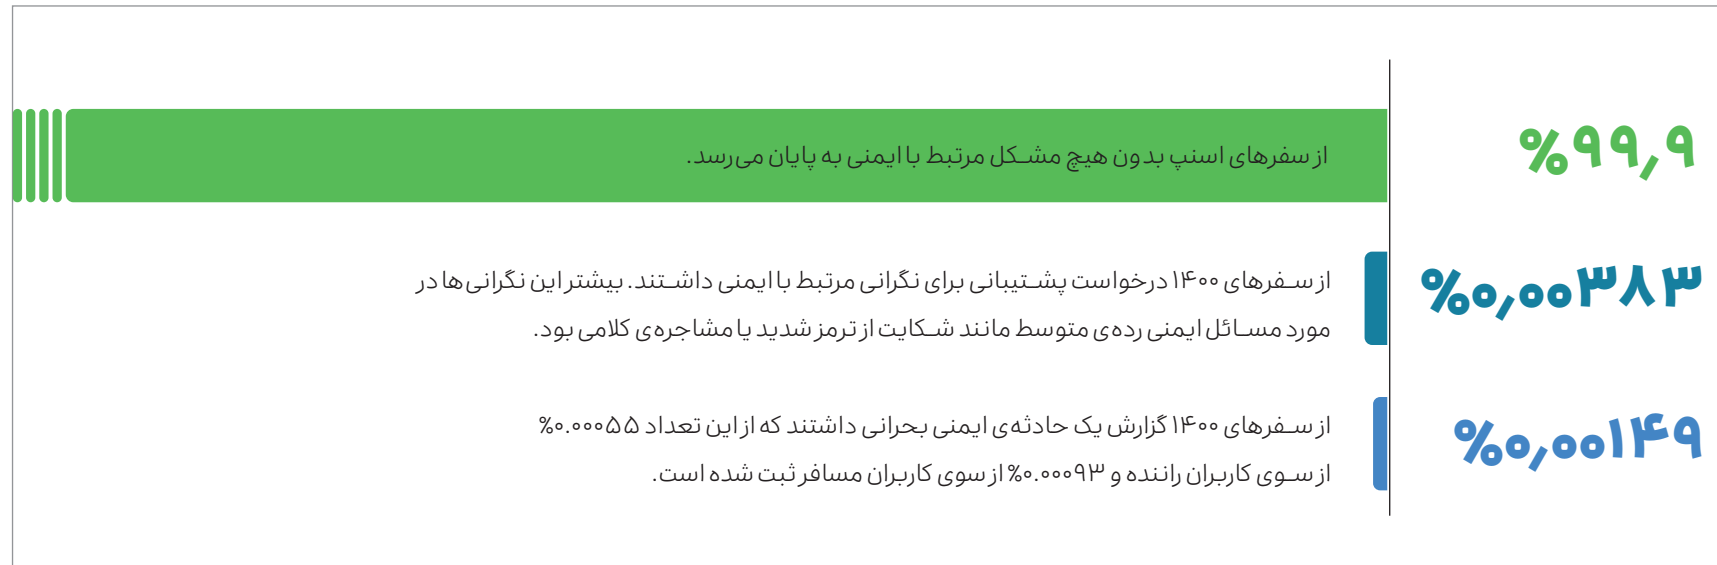 %۹۹,۹
از سفرهای اسنپ بدون هیچ مشکل مرتبط با ایمنی به پایان می‌رسد.
%۰,۰۰۳۸۳
از سفرهای ۱۴۰۰ درخواست پشتیبانی برای نگرانی مرتبط با ایمنی داشتند. بیشتر این نگرانی‌ها در
مورد مسائل ایمنی رده‌ی متوسط مانند شکایت از ترمز شدید یا مشاجره‌ی کلامی بود.
%۰,۰۰۱۴۹
از سفرهای ۱۴۰۰ گزارش یک حادثه‌ی ایمنی بحرانی داشتند که از این تعداد ۰.۰۰۰۵۵%
از سوی کاربران راننده و ۰.۰۰۰۹۳% از سوی کاربران مسافر ثبت شده است.